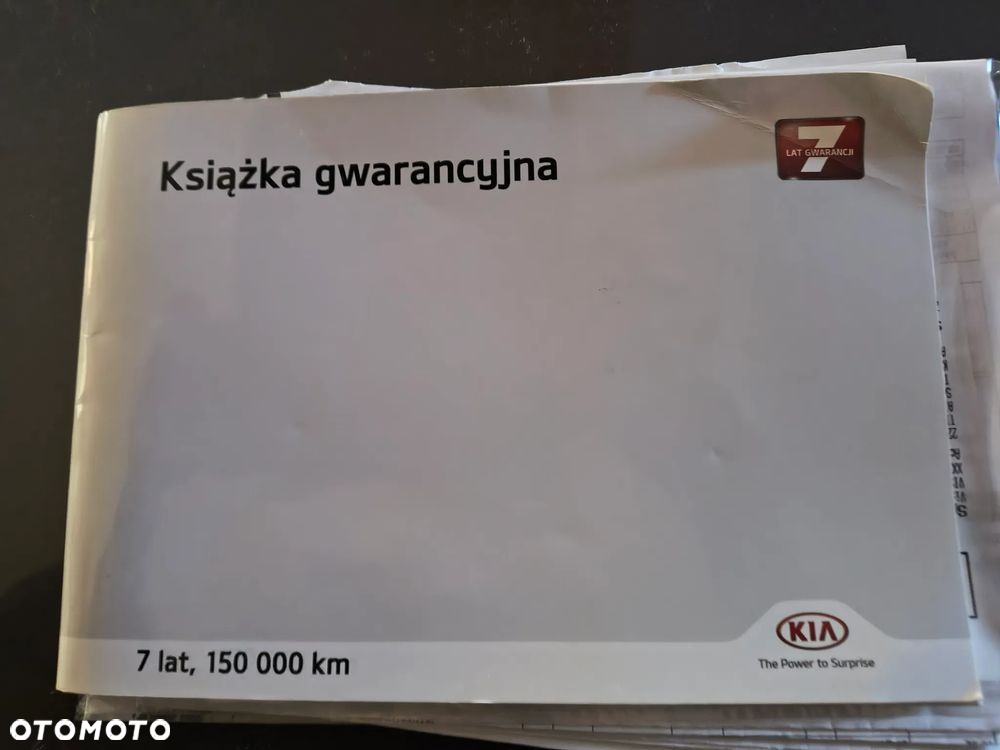 Książka gwarancyjna
7
LAT GWARANCJI
7 lat, 150 000 km
KIA
The Power to Surprise
OTOMOTO